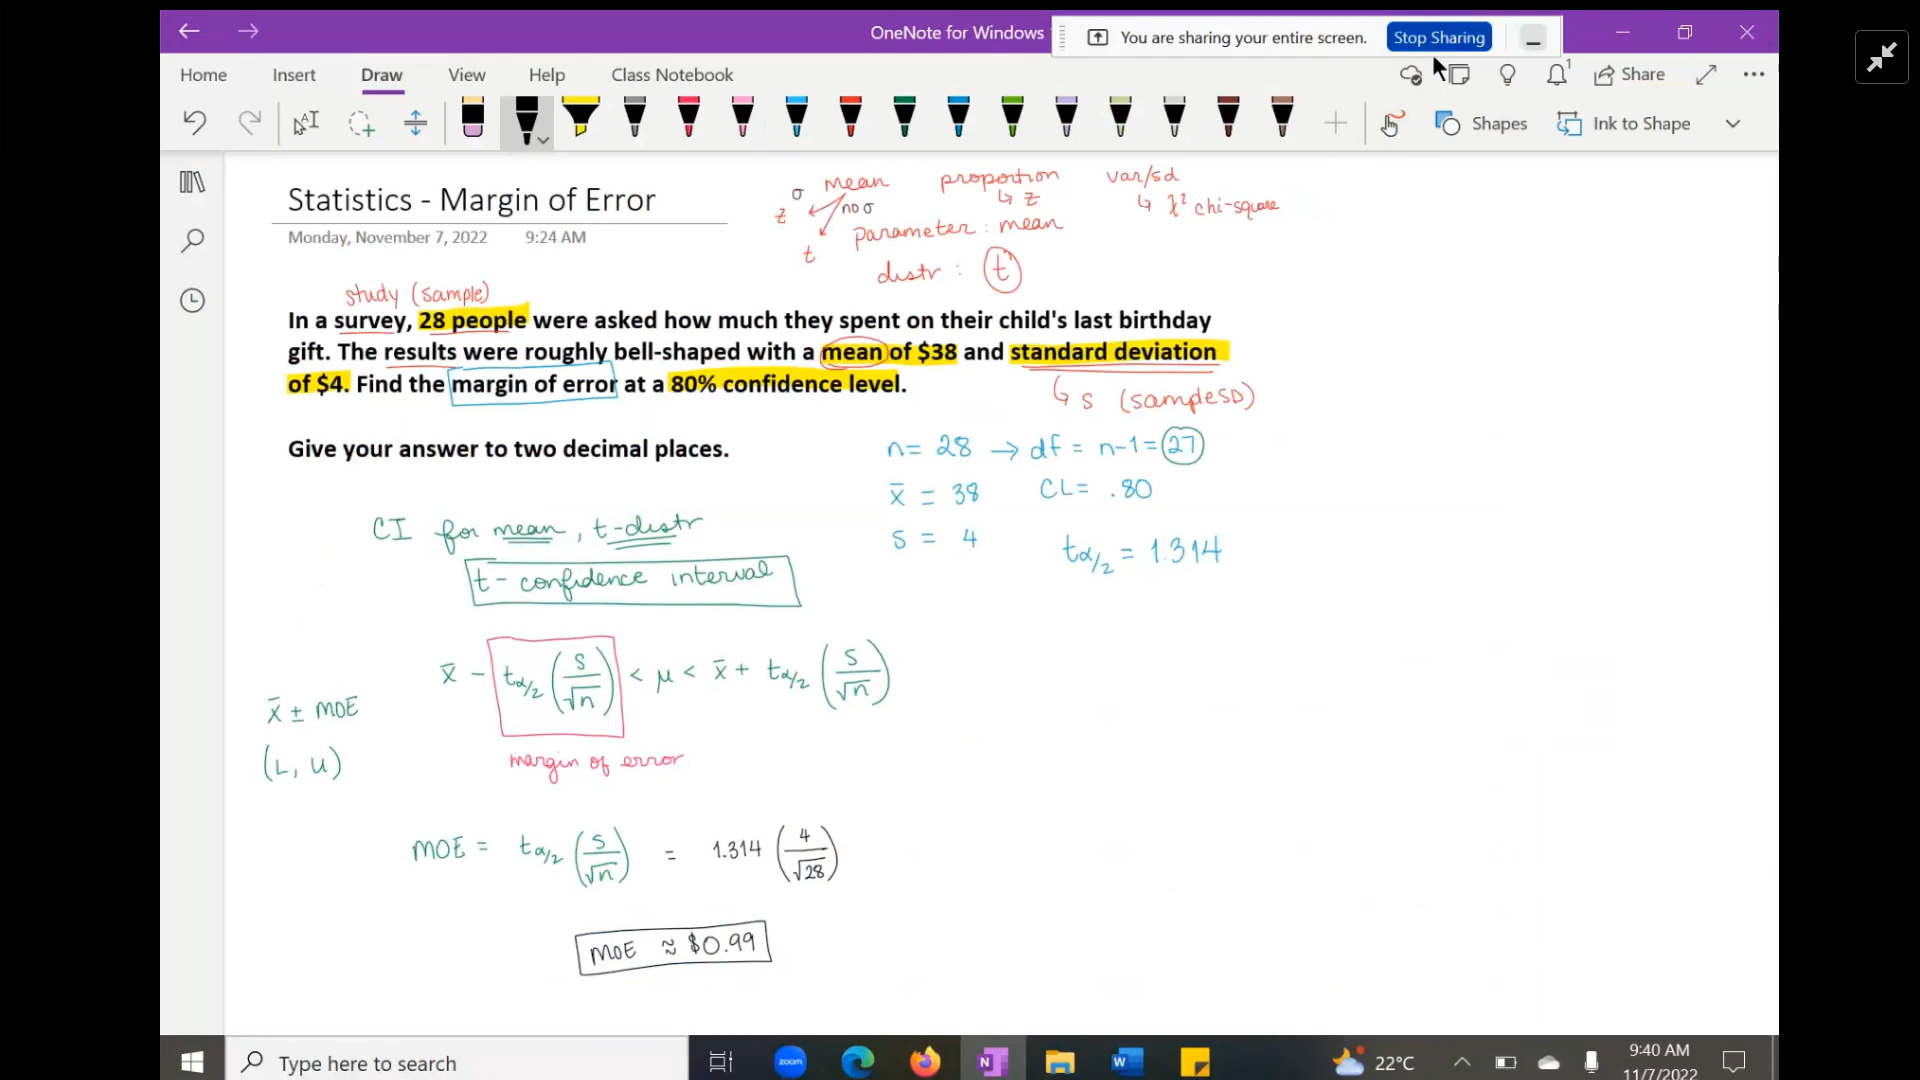 OneNote for Windows
You are sharing your entire screen. Stop Sharing
Home Insert Draw View Help Class Notebook
1
Share
Shapes Ink to Shape
Statistics - Margin of Error
Monday, November 7, 2022 9:24 AM
σ mean proportion var/sd
z no σ ↳ z ↳ χ² chi-square
t parameter : mean
distr : t
study (sample)
In a survey, 28 people were asked how much they spent on their child's last birthday
gift. The results were roughly bell-shaped with a mean of $38 and standard deviation
of $4. Find the margin of error at a 80% confidence level.
↳ s (sample SD)
Give your answer to two decimal places.
n = 28 → df = n-1 = 27
x̄ = 38 CL = .80
s = 4 tα/2 = 1.314
CI for mean, t-distr
t - confidence interval
x̄ - tα/2 (s/√n) < μ < x̄ + tα/2 (s/√n)
margin of error
x̄ ± MOE
(L, U)
MOE = tα/2 (s/√n) = 1.314 (4/√28)
MOE ≈ $0.99
Type here to search
zoom
N
W
22°C
9:40 AM
11/7/2022